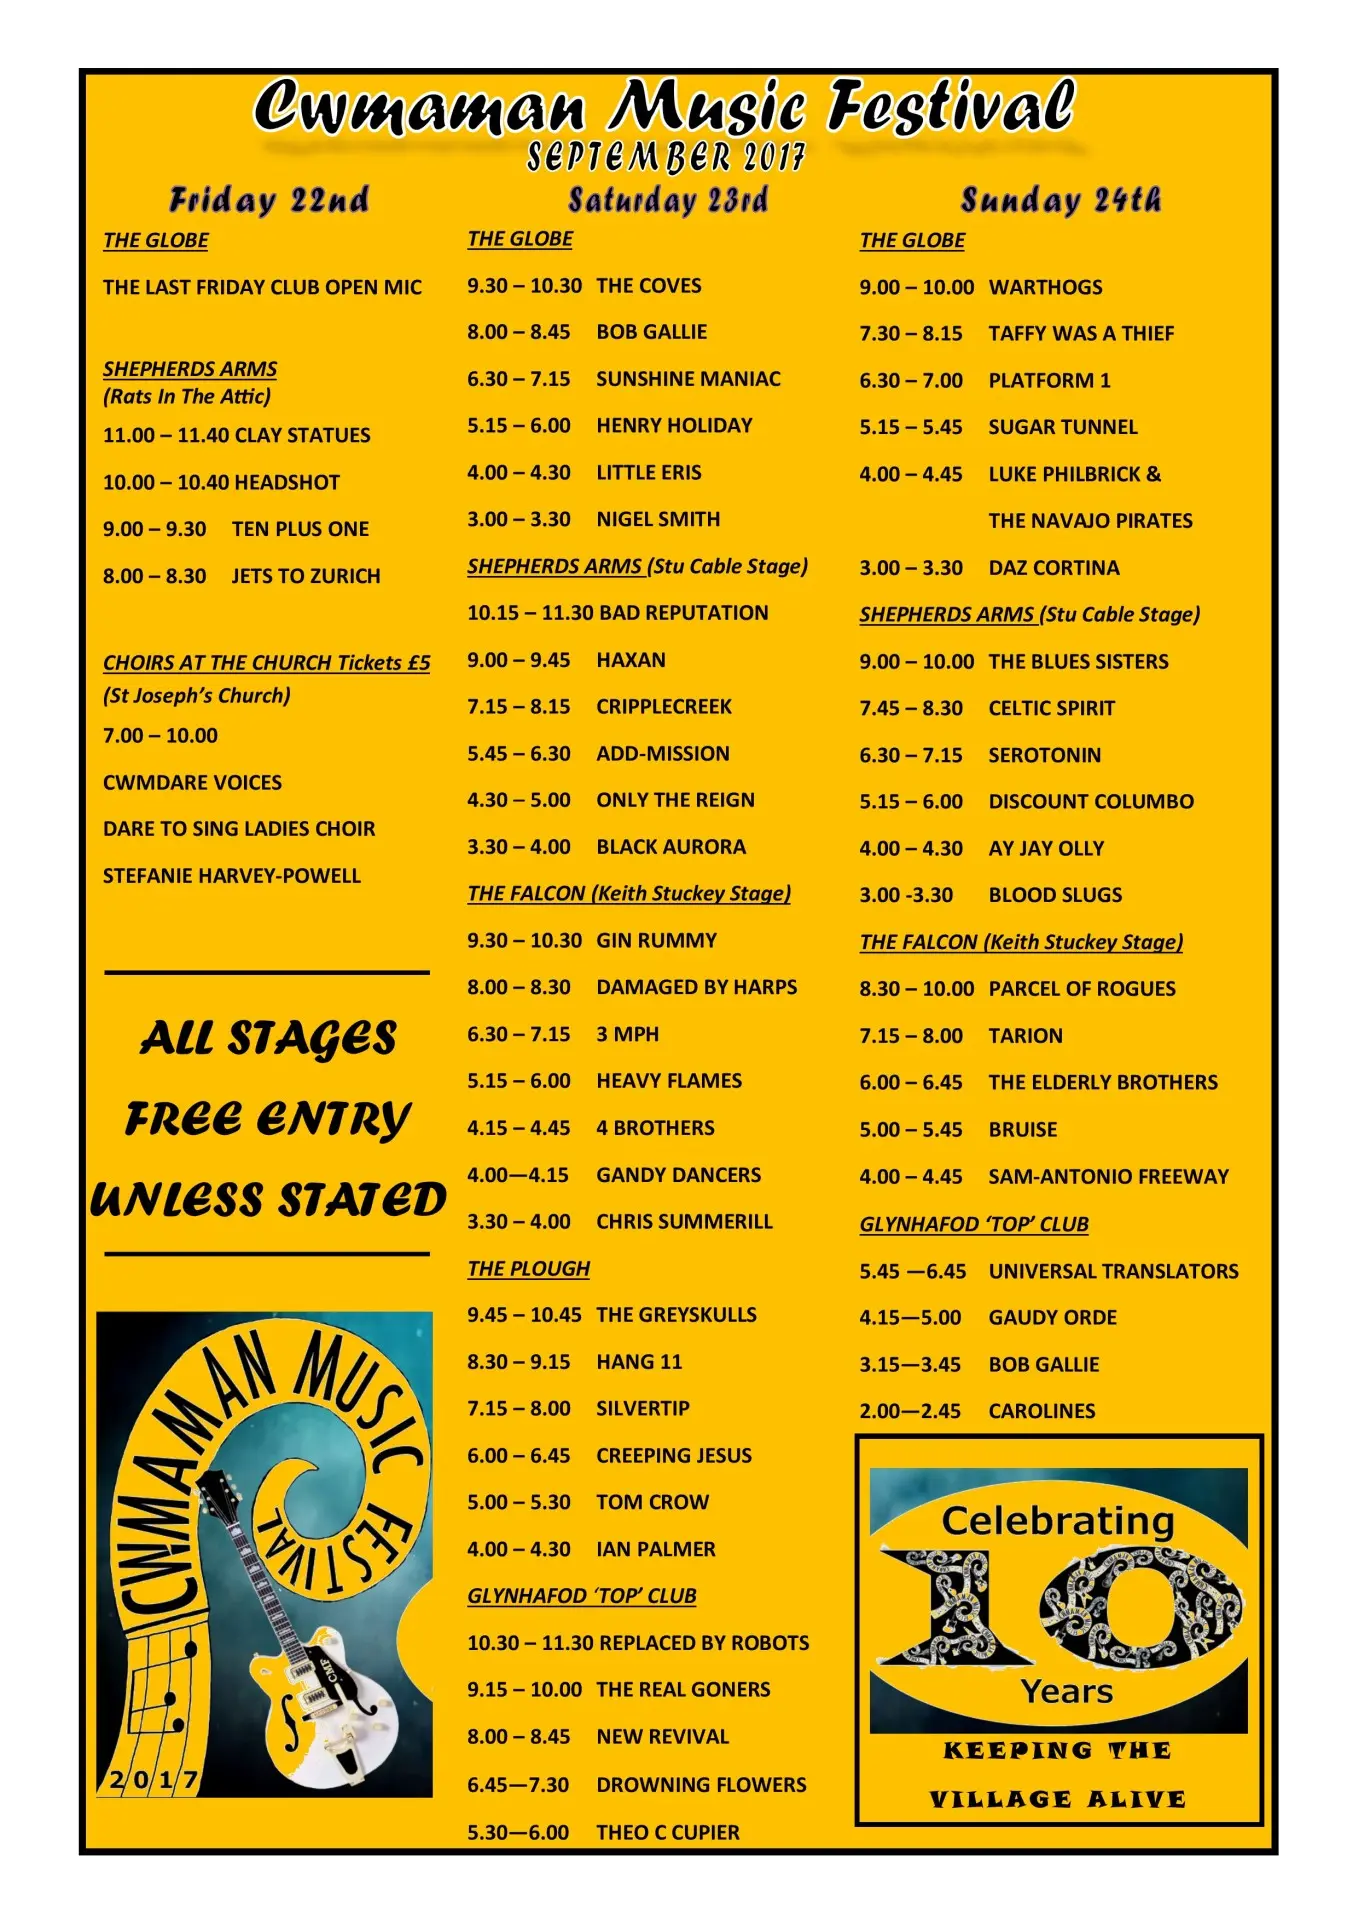 Cwmaman Music Festival
SEPTEMBER 2017
Friday 22nd
THE GLOBE
THE LAST FRIDAY CLUB OPEN MIC
SHEPHERDS ARMS
(Rats In The Attic)
11.00 – 11.40 CLAY STATUES
10.00 – 10.40 HEADSHOT
9.00 – 9.30 TEN PLUS ONE
8.00 – 8.30 JETS TO ZURICH
CHOIRS AT THE CHURCH Tickets £5
(St Joseph's Church)
7.00 – 10.00
CWMDARE VOICES
DARE TO SING LADIES CHOIR
STEFANIE HARVEY-POWELL
ALL STAGES
FREE ENTRY
UNLESS STATED
CWMAMAN MUSIC FESTIVAL
CMF
2017
Saturday 23rd
THE GLOBE
9.30 – 10.30 THE COVES
8.00 – 8.45 BOB GALLIE
6.30 – 7.15 SUNSHINE MANIAC
5.15 – 6.00 HENRY HOLIDAY
4.00 – 4.30 LITTLE ERIS
3.00 – 3.30 NIGEL SMITH
SHEPHERDS ARMS (Stu Cable Stage)
10.15 – 11.30 BAD REPUTATION
9.00 – 9.45 HAXAN
7.15 – 8.15 CRIPPLECREEK
5.45 – 6.30 ADD-MISSION
4.30 – 5.00 ONLY THE REIGN
3.30 – 4.00 BLACK AURORA
THE FALCON (Keith Stuckey Stage)
9.30 – 10.30 GIN RUMMY
8.00 – 8.30 DAMAGED BY HARPS
6.30 – 7.15 3 MPH
5.15 – 6.00 HEAVY FLAMES
4.15 – 4.45 4 BROTHERS
4.00—4.15 GANDY DANCERS
3.30 – 4.00 CHRIS SUMMERILL
THE PLOUGH
9.45 – 10.45 THE GREYSKULLS
8.30 – 9.15 HANG 11
7.15 – 8.00 SILVERTIP
6.00 – 6.45 CREEPING JESUS
5.00 – 5.30 TOM CROW
4.00 – 4.30 IAN PALMER
GLYNHAFOD 'TOP' CLUB
10.30 – 11.30 REPLACED BY ROBOTS
9.15 – 10.00 THE REAL GONERS
8.00 – 8.45 NEW REVIVAL
6.45—7.30 DROWNING FLOWERS
5.30—6.00 THEO C CUPIER
Sunday 24th
THE GLOBE
9.00 – 10.00 WARTHOGS
7.30 – 8.15 TAFFY WAS A THIEF
6.30 – 7.00 PLATFORM 1
5.15 – 5.45 SUGAR TUNNEL
4.00 – 4.45 LUKE PHILBRICK &
THE NAVAJO PIRATES
3.00 – 3.30 DAZ CORTINA
SHEPHERDS ARMS (Stu Cable Stage)
9.00 – 10.00 THE BLUES SISTERS
7.45 – 8.30 CELTIC SPIRIT
6.30 – 7.15 SEROTONIN
5.15 – 6.00 DISCOUNT COLUMBO
4.00 – 4.30 AY JAY OLLY
3.00 -3.30 BLOOD SLUGS
THE FALCON (Keith Stuckey Stage)
8.30 – 10.00 PARCEL OF ROGUES
7.15 – 8.00 TARION
6.00 – 6.45 THE ELDERLY BROTHERS
5.00 – 5.45 BRUISE
4.00 – 4.45 SAM-ANTONIO FREEWAY
GLYNHAFOD 'TOP' CLUB
5.45 —6.45 UNIVERSAL TRANSLATORS
4.15—5.00 GAUDY ORDE
3.15—3.45 BOB GALLIE
2.00—2.45 CAROLINES
Celebrating
10
Years
KEEPING THE
VILLAGE ALIVE